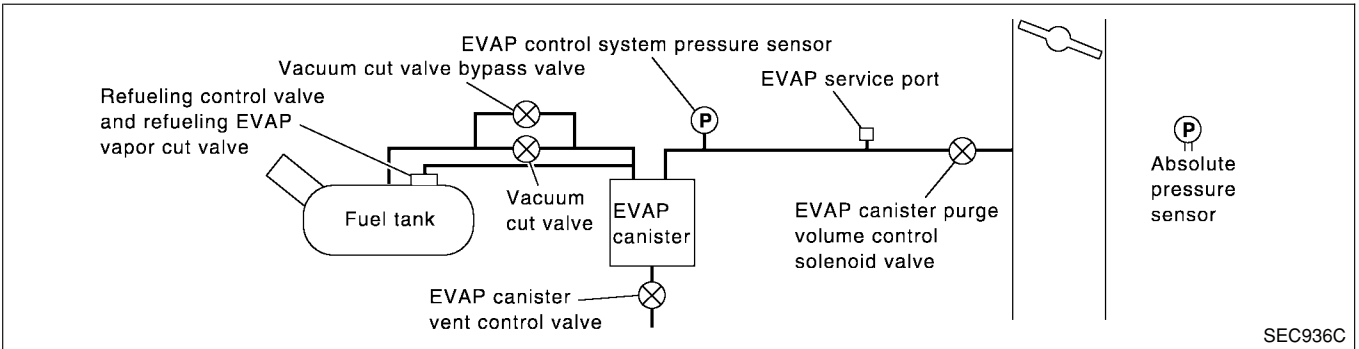 EVAP control system pressure sensor
Vacuum cut valve bypass valve
EVAP service port
Refueling control valve
and refueling EVAP
vapor cut valve
P
P
Absolute
pressure
sensor
Vacuum
cut valve
EVAP
canister
EVAP canister purge
volume control
solenoid valve
Fuel tank
EVAP canister
vent control valve
SEC936C